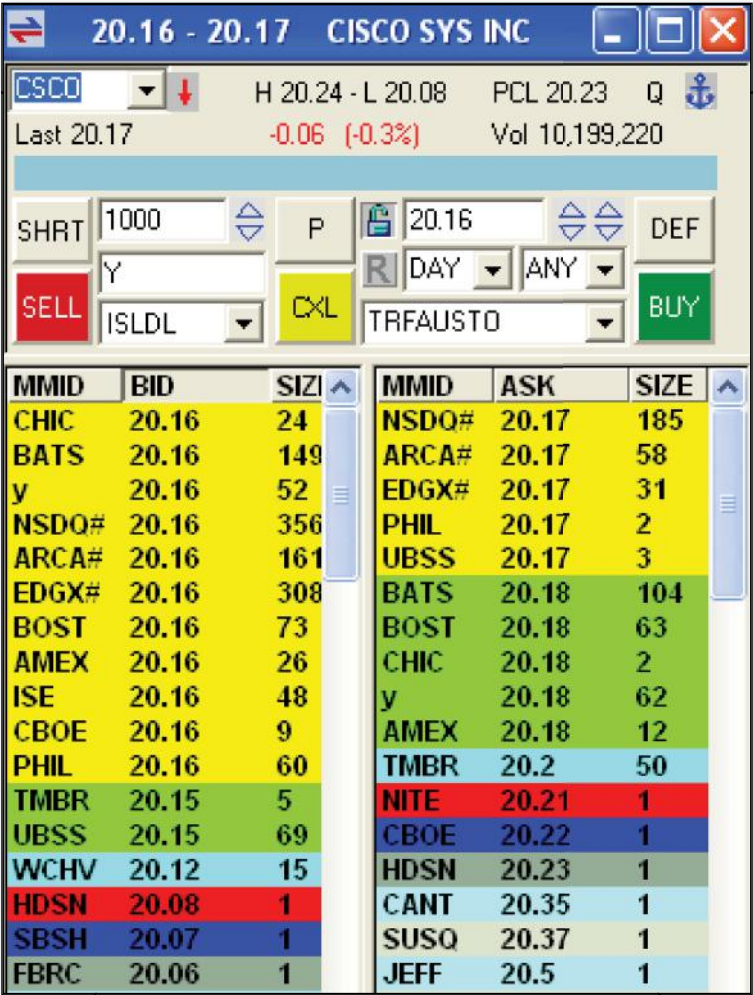 20.16 - 20.17 CISCO SYS INC
CSCO H 20.24 - L 20.08 PCL 20.23 Q
Last 20.17 -0.06 (-0.3%) Vol 10,199,220
SHRT 1000 P 20.16 DEF
Y R DAY ANY
SELL ISLDL CXL TRFAUSTO BUY
MMID BID SIZ MMID ASK SIZE
CHIC 20.16 24 NSDQ# 20.17 185
BATS 20.16 149 ARCA# 20.17 58
y 20.16 52 EDGX# 20.17 31
NSDQ# 20.16 356 PHIL 20.17 2
ARCA# 20.16 161 UBSS 20.17 3
EDGX# 20.16 308 BATS 20.18 104
BOST 20.16 73 BOST 20.18 63
AMEX 20.16 26 CHIC 20.18 2
ISE 20.16 48 y 20.18 62
CBOE 20.16 9 AMEX 20.18 12
PHIL 20.16 60 TMBR 20.2 50
TMBR 20.15 5 NITE 20.21 1
UBSS 20.15 69 CBOE 20.22 1
WCHV 20.12 15 HDSN 20.23 1
HDSN 20.08 1 CANT 20.35 1
SBSH 20.07 1 SUSQ 20.37 1
FBRC 20.06 1 JEFF 20.5 1